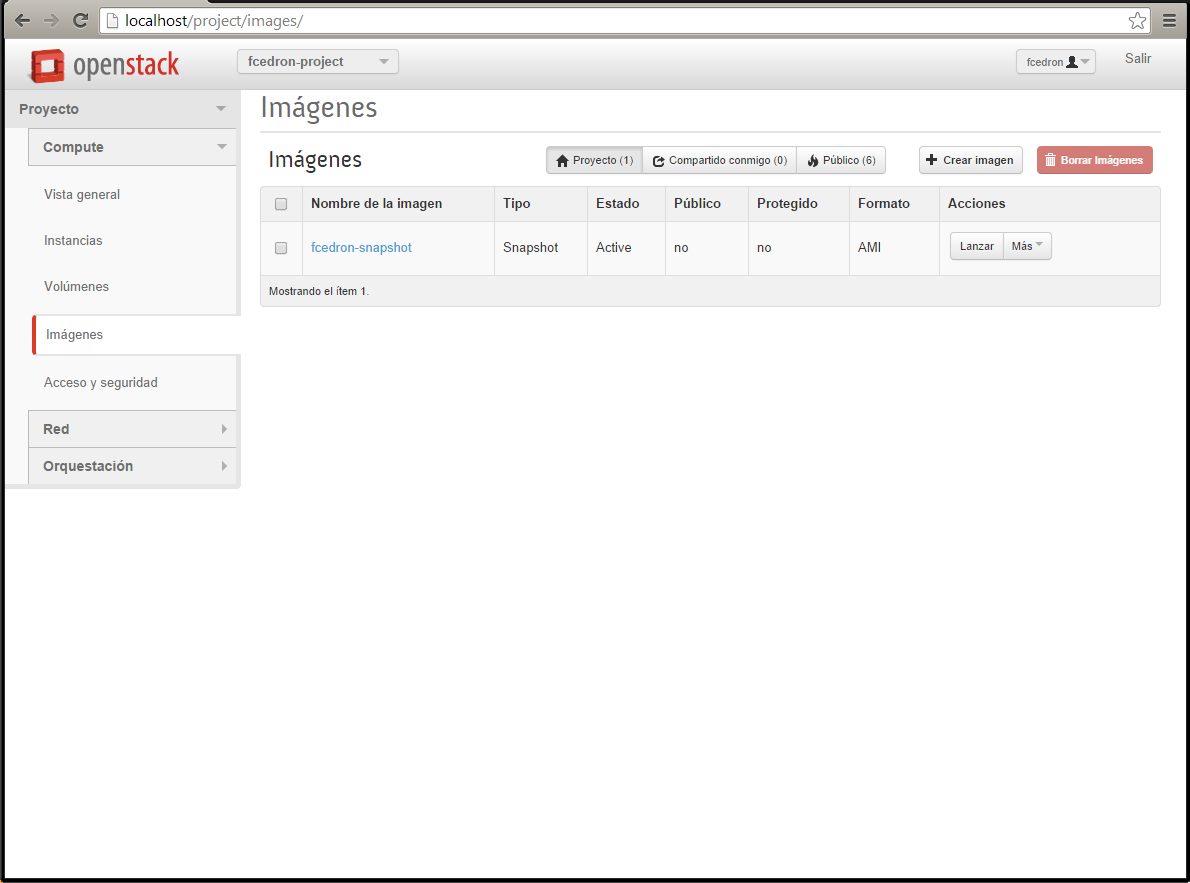 localhost/project/images/
openstack
fcedron-project
fcedron
Salir
Proyecto
Compute
Vista general
Instancias
Volúmenes
Imágenes
Acceso y seguridad
Red
Orquestación
Imágenes
Imágenes
Proyecto (1)
Compartido conmigo (0)
Público (6)
Crear imagen
Borrar Imágenes
Nombre de la imagen Tipo Estado Público Protegido Formato Acciones
fcedron-snapshot Snapshot Active no no AMI Lanzar Más
Mostrando el ítem 1.